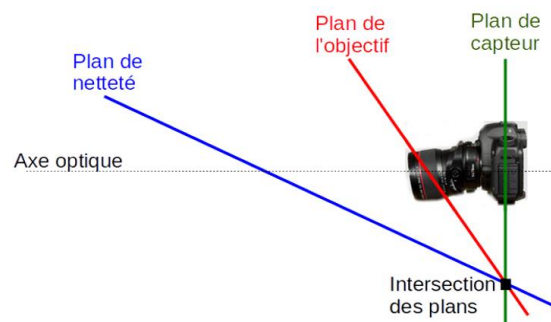 Plan de
netteté
Plan de
l'objectif
Plan de
capteur
Axe optique
Intersection
des plans